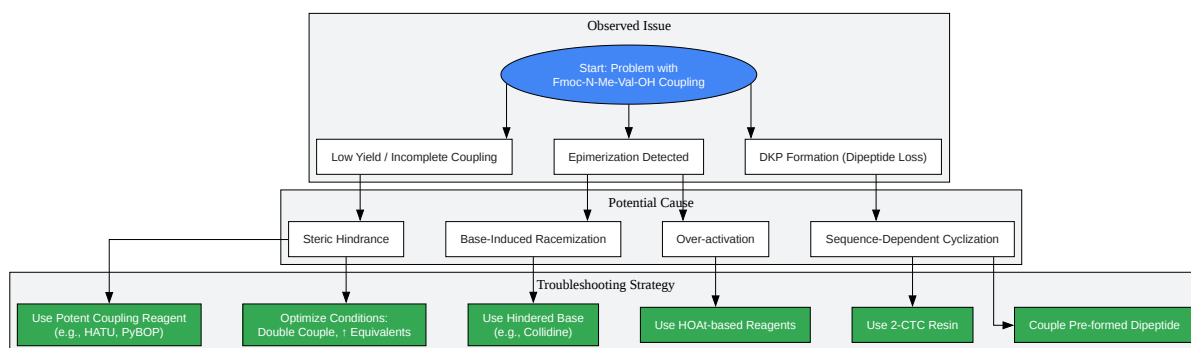 Observed Issue
Start: Problem with
Fmoc-N-Me-Val-OH Coupling
Low Yield / Incomplete Coupling
Epimerization Detected
DKP Formation (Dipeptide Loss)
Potential Cause
Steric Hindrance
Base-Induced Racemization
Over-activation
Sequence-Dependent Cyclization
Troubleshooting Strategy
Use Potent Coupling Reagent
(e.g., HATU, PyBOP)
Optimize Conditions:
Double Couple, ↑ Equivalents
Use Hindered Base
(e.g., Collidine)
Use HOAt-based Reagents
Use 2-CTC Resin
Couple Pre-formed Dipeptide